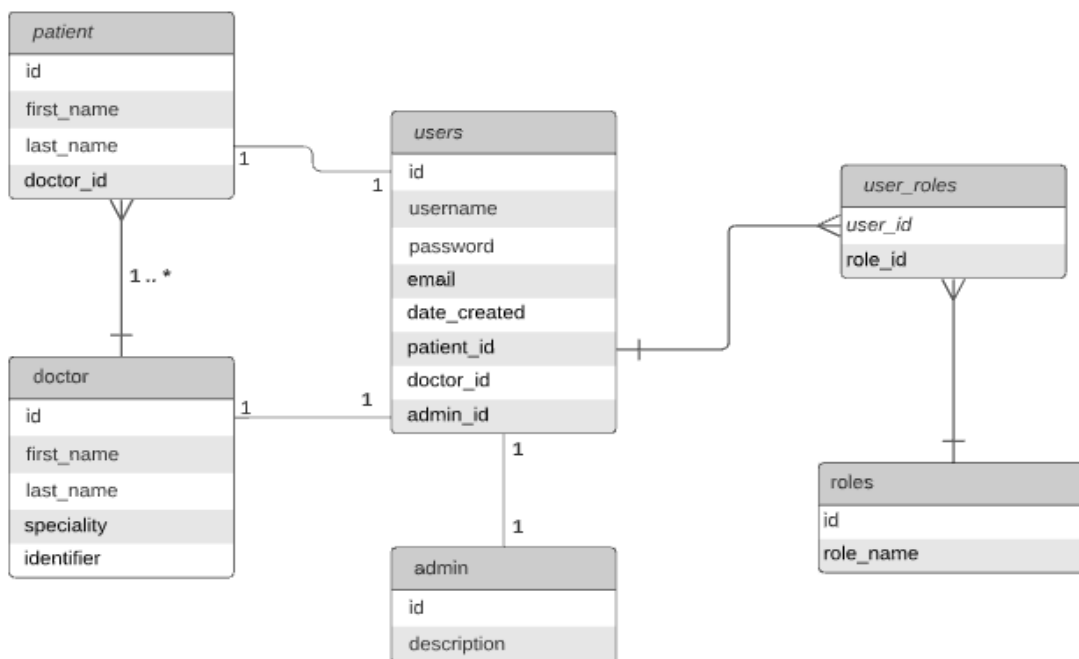 patient
id
first_name
last_name
doctor_id
1
1
users
id
username
password
email
date_created
patient_id
doctor_id
admin_id
user_roles
user_id
role_id
1 .. *
doctor
id
first_name
last_name
speciality
identifier
1
1
1
1
admin
id
description
roles
id
role_name